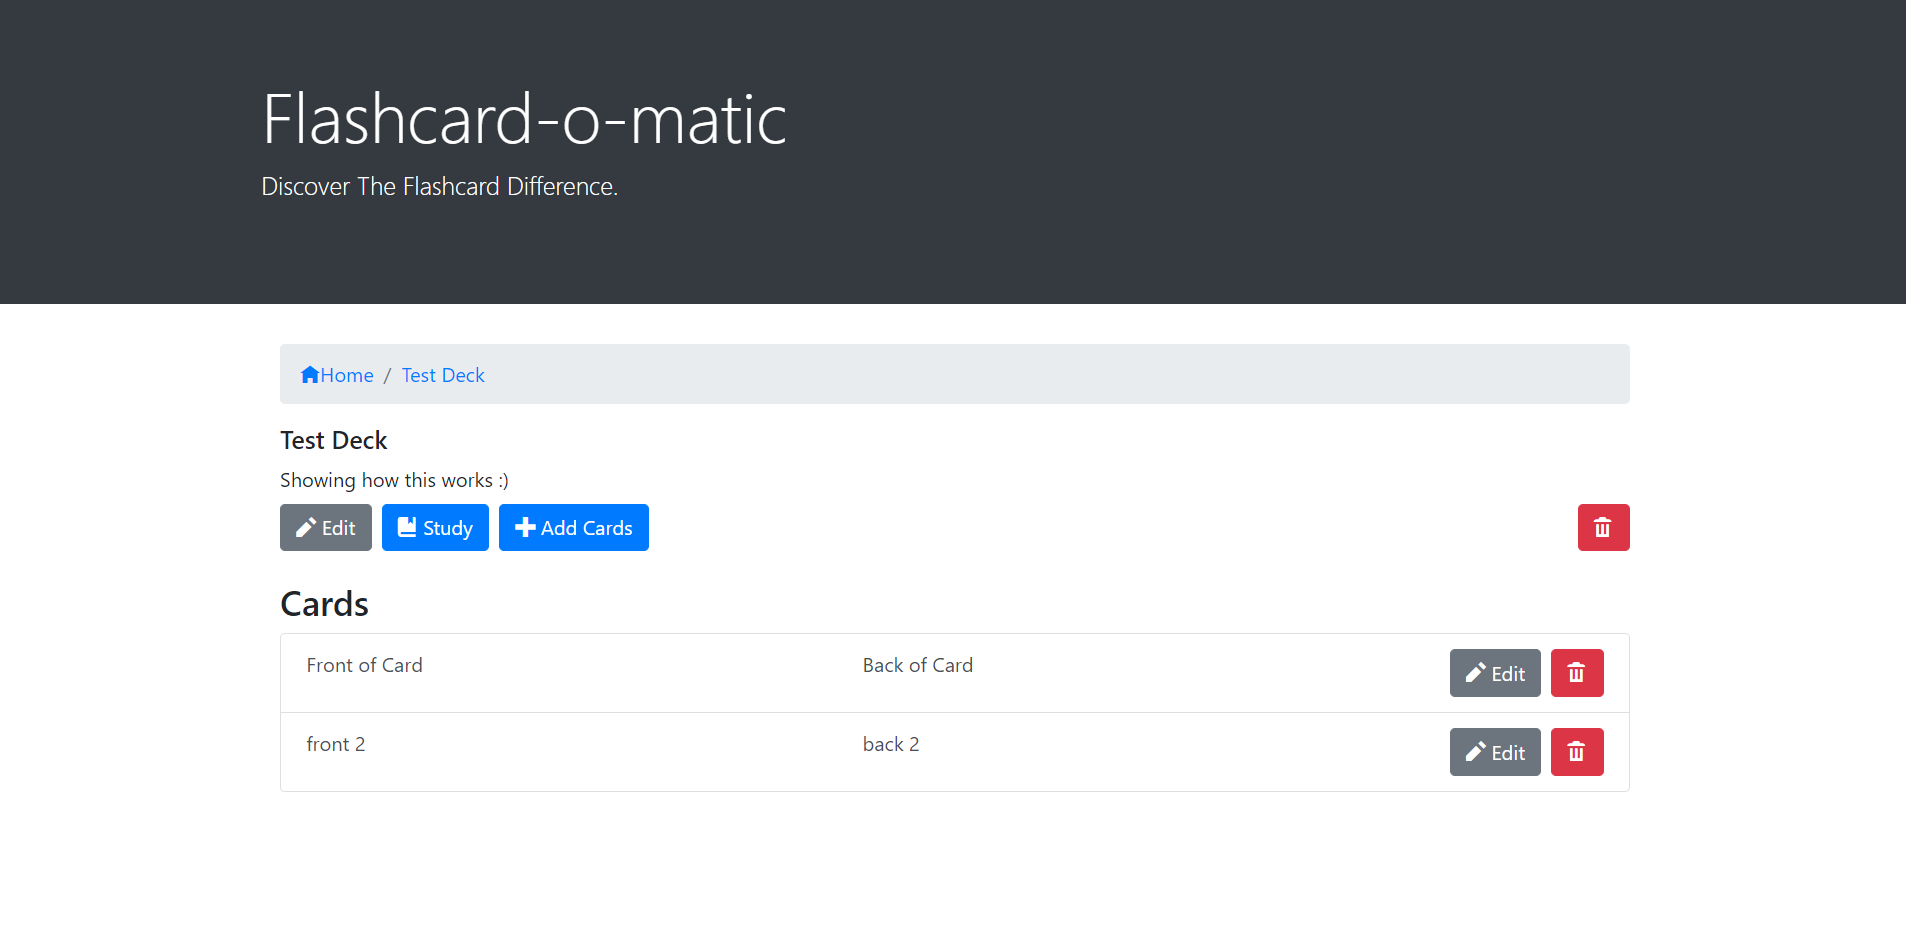 Flashcard-o-matic
Discover The Flashcard Difference.
Home / Test Deck
Test Deck
Showing how this works :)
Edit Study Add Cards
Cards
Front of Card Back of Card Edit
front 2 back 2 Edit